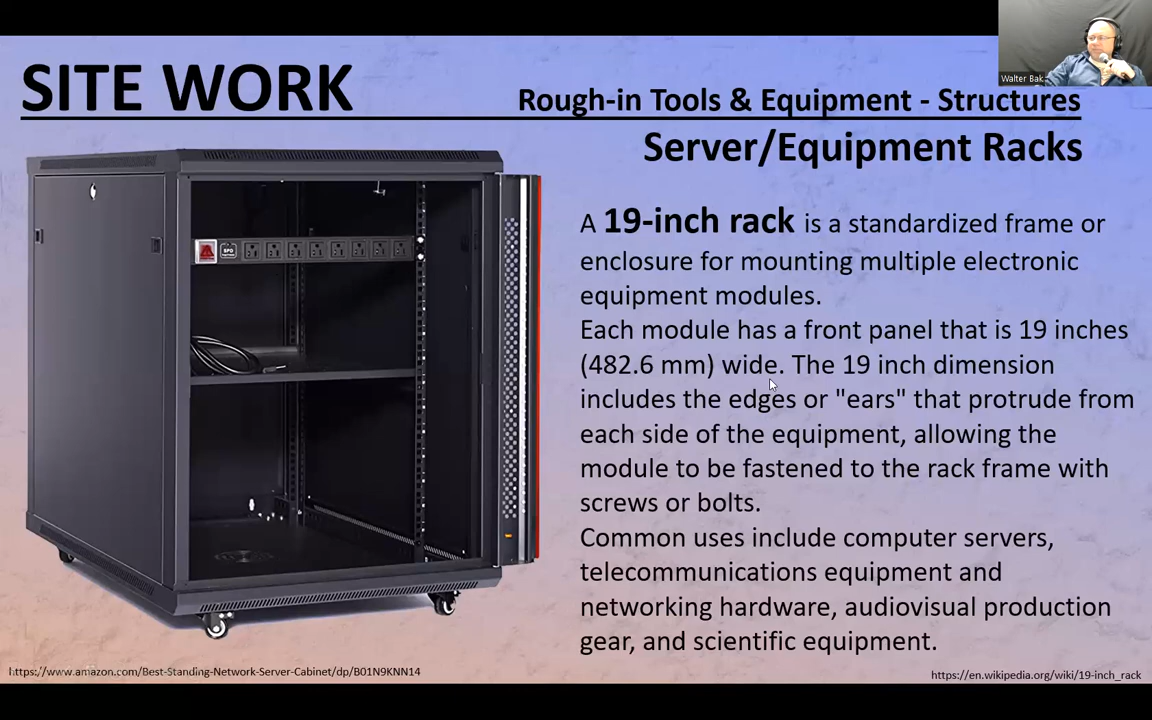 Walter Bak
SITE WORK
Rough-in Tools & Equipment - Structures
Server/Equipment Racks
A 19-inch rack is a standardized frame or
enclosure for mounting multiple electronic
equipment modules.
Each module has a front panel that is 19 inches
(482.6 mm) wide. The 19 inch dimension
includes the edges or "ears" that protrude from
each side of the equipment, allowing the
module to be fastened to the rack frame with
screws or bolts.
Common uses include computer servers,
telecommunications equipment and
networking hardware, audiovisual production
gear, and scientific equipment.
SPD
https://www.amazon.com/Best-Standing-Network-Server-Cabinet/dp/B01N9KNN14
https://en.wikipedia.org/wiki/19-inch_rack